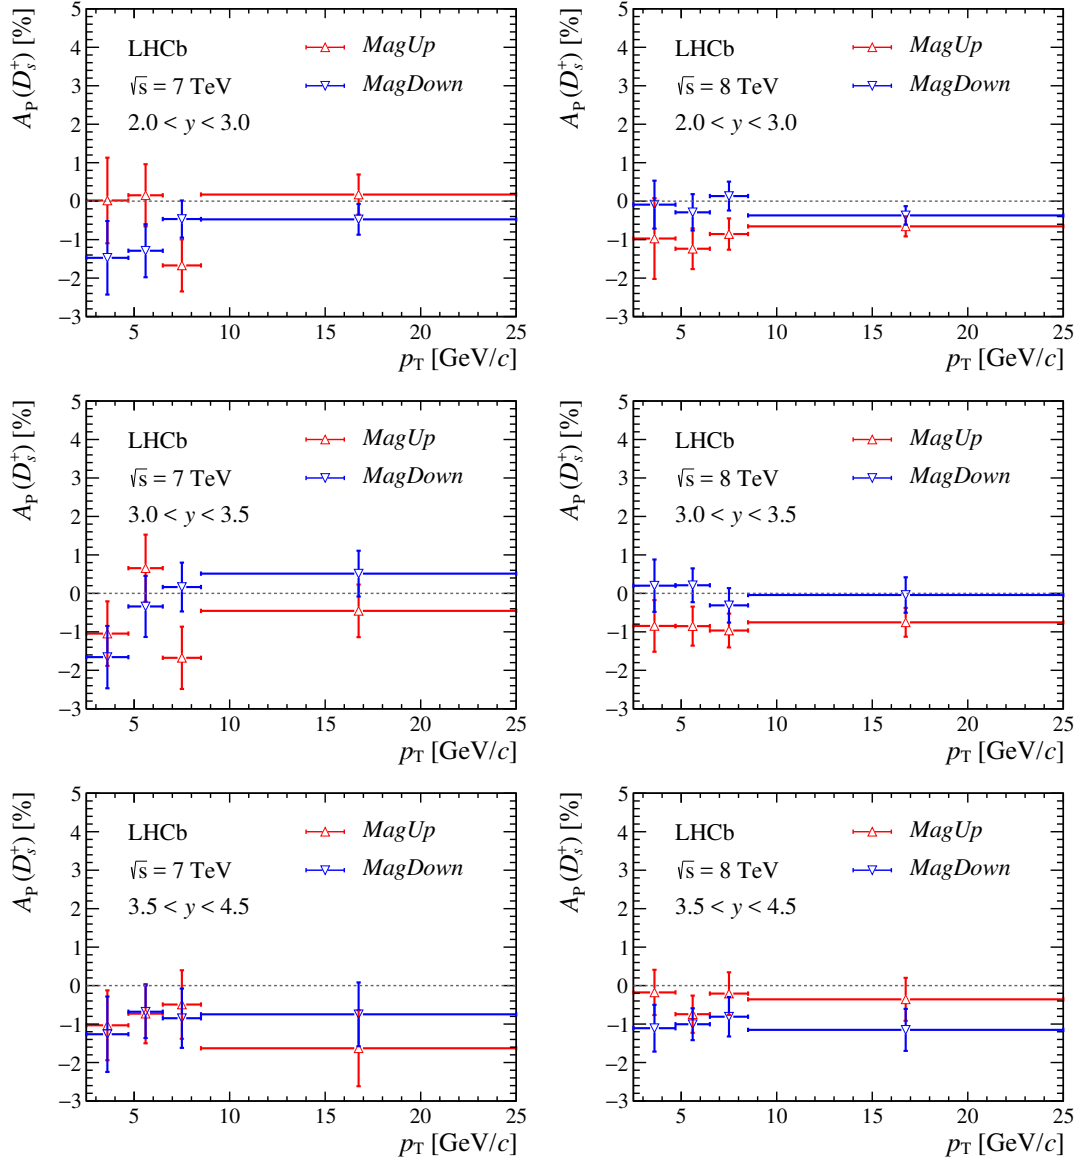 A_P(D_s^+) [%]
5
4
3
2
1
0
−1
−2
−3
LHCb
√s = 7 TeV
2.0 < y < 3.0
MagUp
MagDown
5 10 15 20 25
p_T [GeV/c]
A_P(D_s^+) [%]
5
4
3
2
1
0
−1
−2
−3
LHCb
√s = 8 TeV
2.0 < y < 3.0
MagUp
MagDown
5 10 15 20 25
p_T [GeV/c]
A_P(D_s^+) [%]
5
4
3
2
1
0
−1
−2
−3
LHCb
√s = 7 TeV
3.0 < y < 3.5
MagUp
MagDown
5 10 15 20 25
p_T [GeV/c]
A_P(D_s^+) [%]
5
4
3
2
1
0
−1
−2
−3
LHCb
√s = 8 TeV
3.0 < y < 3.5
MagUp
MagDown
5 10 15 20 25
p_T [GeV/c]
A_P(D_s^+) [%]
5
4
3
2
1
0
−1
−2
−3
LHCb
√s = 7 TeV
3.5 < y < 4.5
MagUp
MagDown
5 10 15 20 25
p_T [GeV/c]
A_P(D_s^+) [%]
5
4
3
2
1
0
−1
−2
−3
LHCb
√s = 8 TeV
3.5 < y < 4.5
MagUp
MagDown
5 10 15 20 25
p_T [GeV/c]